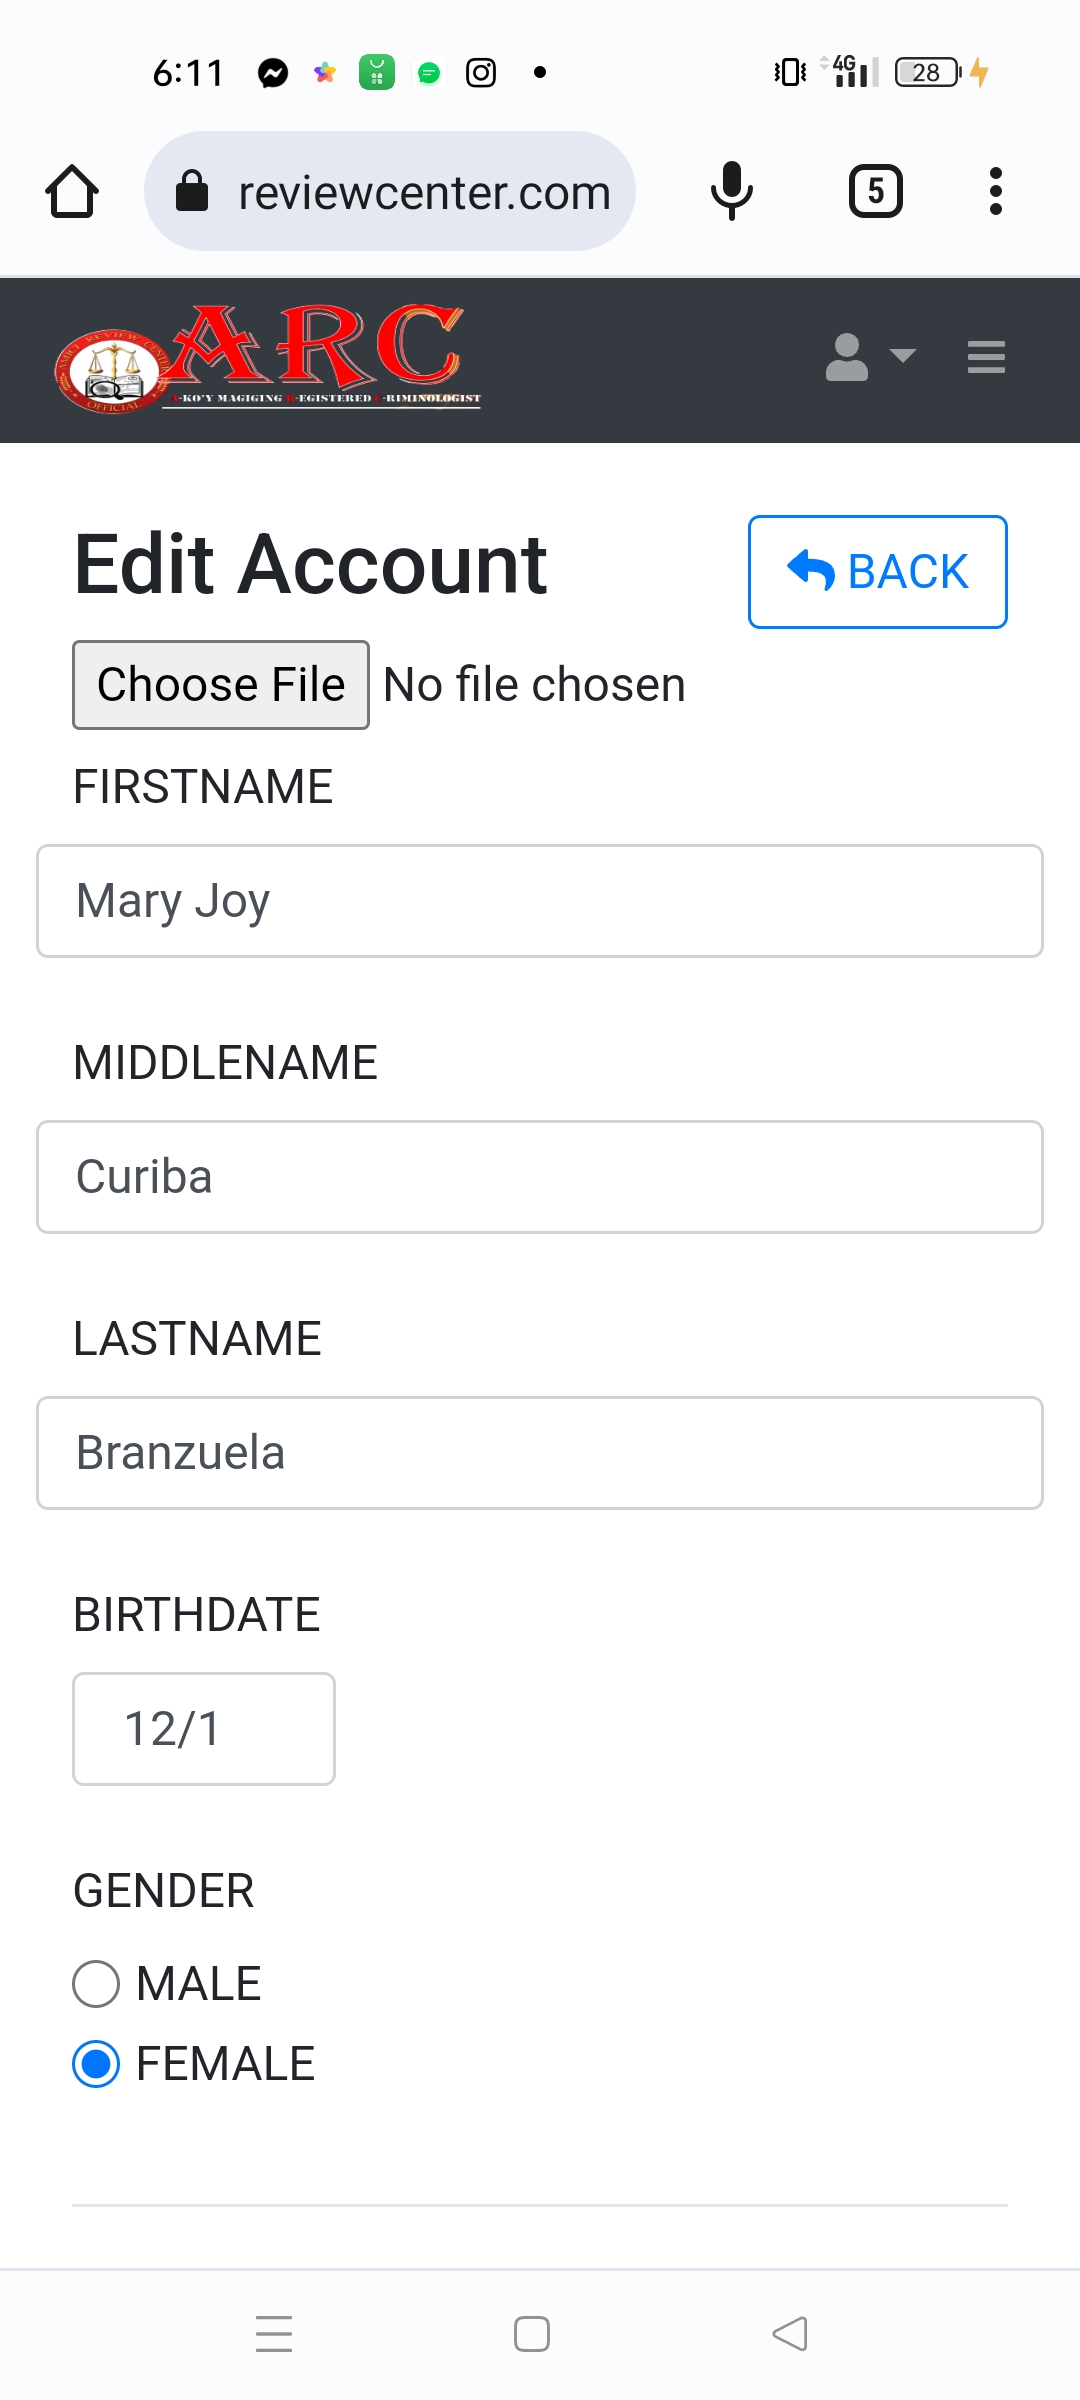 6:11
4G
28
reviewcenter.com
5
ARC
A-KO'Y MAGIGING R-EGISTERED C-RIMINOLOGIST
OFFICIAL
Edit Account
BACK
Choose File No file chosen
FIRSTNAME
Mary Joy
MIDDLENAME
Curiba
LASTNAME
Branzuela
BIRTHDATE
12/1
GENDER
MALE
FEMALE